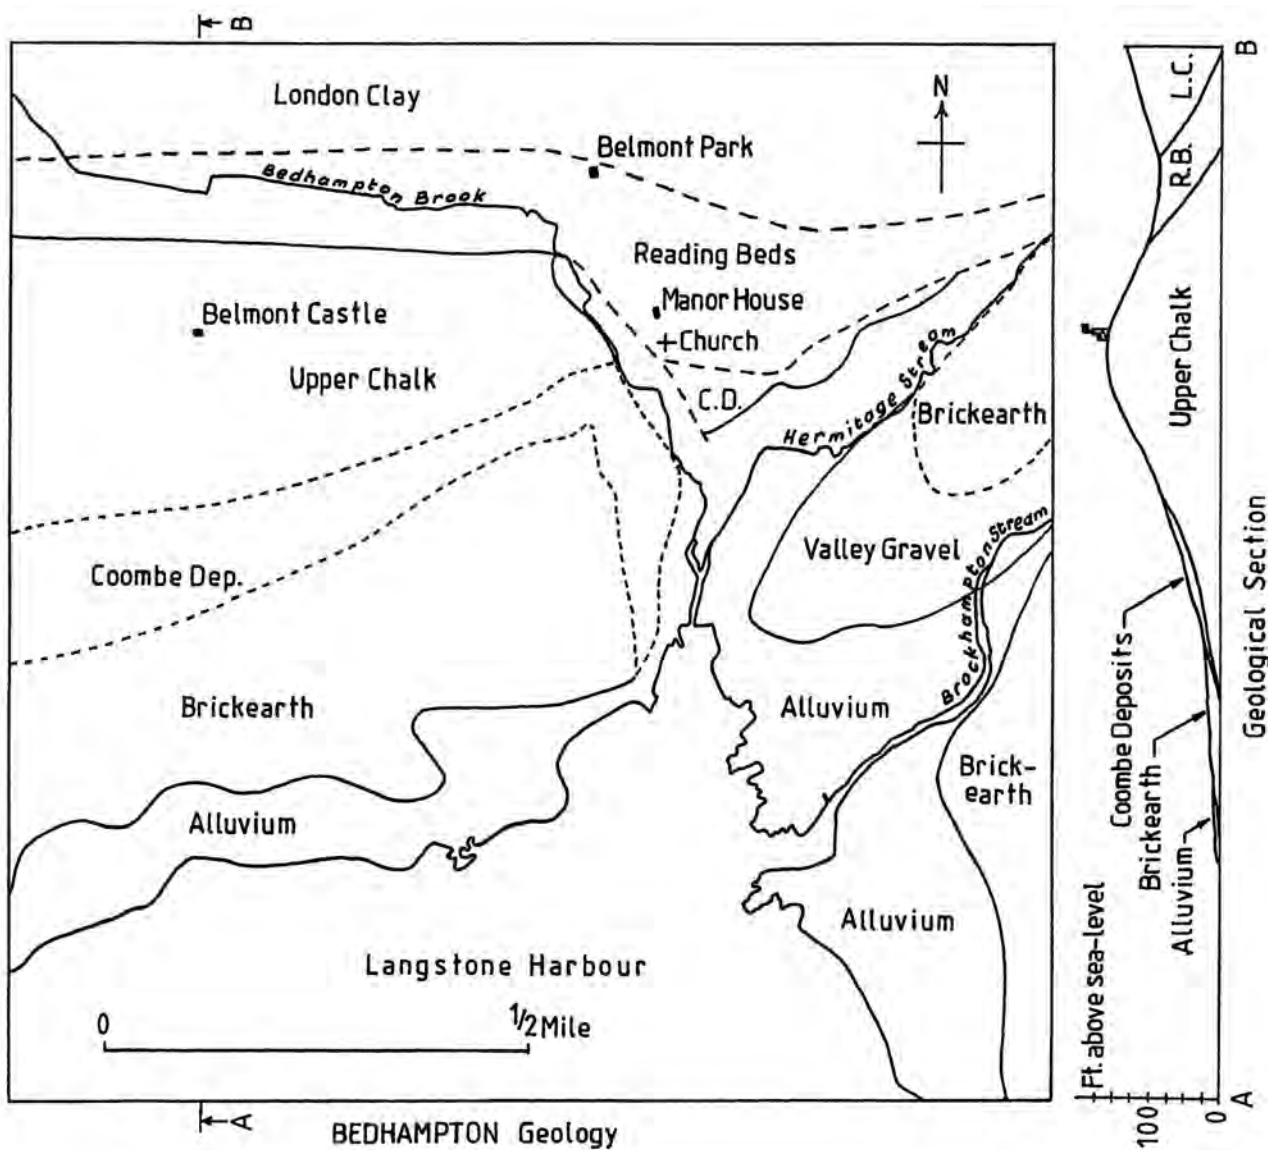 B
London Clay
N
Belmont Park
Bedhampton Brook
Reading Beds
Manor House
Belmont Castle
Church
Upper Chalk
C.D.
Hermitage Stream
Brickearth
Valley Gravel
Brockhampton Stream
Coombe Dep.
Brickearth
Alluvium
Brick-
earth
Alluvium
Alluvium
Langstone Harbour
0 1/2 Mile
A
BEDHAMPTON Geology
B
L.C.
R.B.
Upper Chalk
Coombe Deposits
Brickearth
Alluvium
Ft. above sea-level
100
0
A
Geological Section